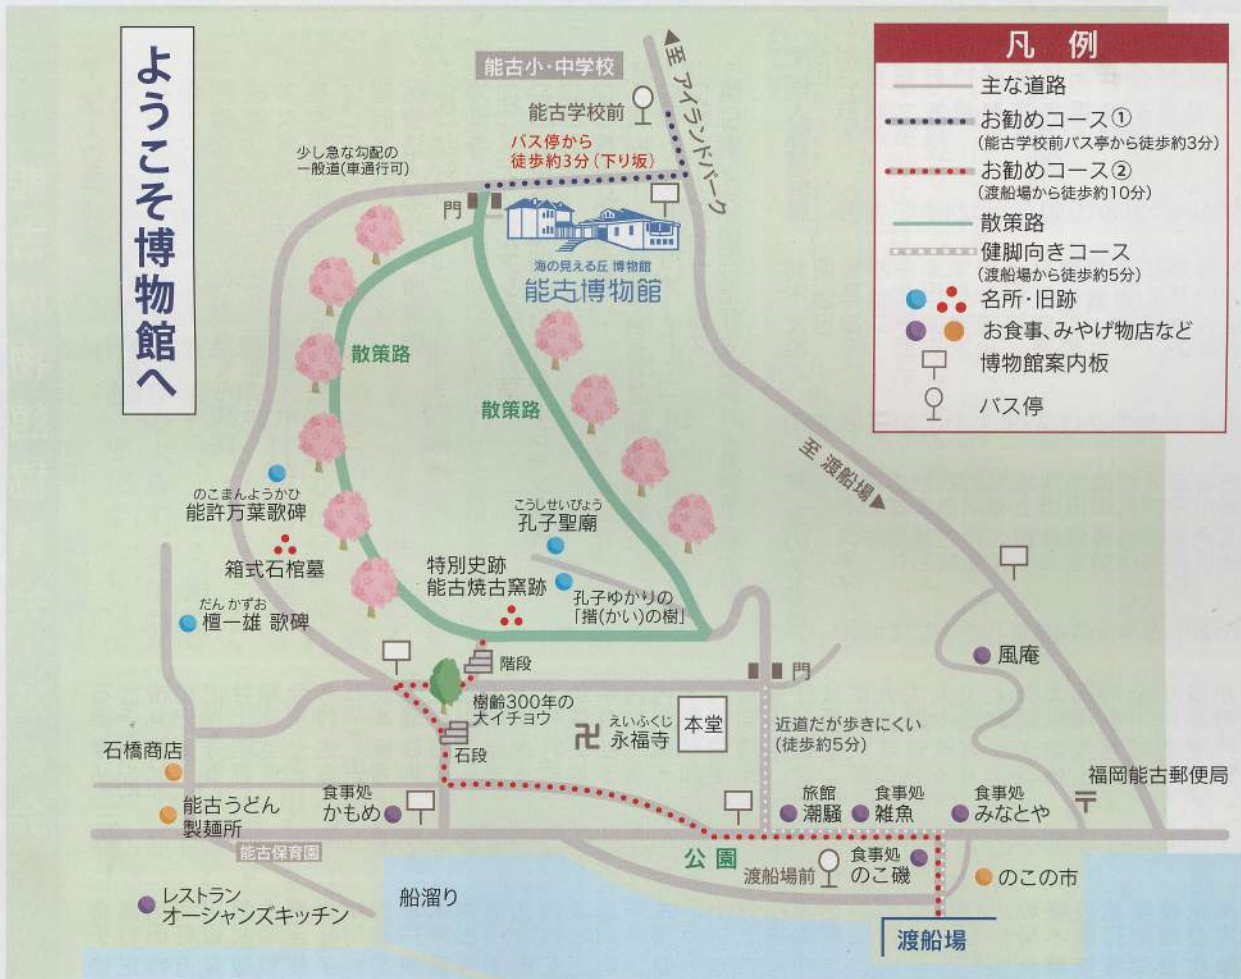 ようこそ博物館へ
能古小・中学校
能古学校前
◀至 アイランドパーク
バス停から
徒歩約3分(下り坂)
少し急な勾配の
一般道(車通行可)
門
海の見える丘 博物館
能古博物館
散策路
散策路
至 渡船場▶
のこまんようかひ
能許万葉歌碑
箱式石棺墓
だん かずお
檀一雄 歌碑
こうしせいびょう
孔子聖廟
特別史跡
能古焼古窯跡
孔子ゆかりの
「揩(かい)の樹」
階段
樹齢300年の
大イチョウ
石段
卍
えいふくじ
永福寺
本堂
門
近道だが歩きにくい
(徒歩約5分)
風庵
〒
福岡能古郵便局
石橋商店
能古うどん
製麺所
食事処
かもめ
旅館
潮騒
食事処
雑魚
食事処
みなとや
能古保育園
公園
渡船場前
食事処
のこ磯
のこの市
レストラン
オーシャンズキッチン
船溜り
渡船場
凡 例
主な道路
お勧めコース①
(能古学校前バス亭から徒歩約3分)
お勧めコース②
(渡船場から徒歩約10分)
散策路
健脚向きコース
(渡船場から徒歩約5分)
名所・旧跡
お食事、みやげ物店など
博物館案内板
バス停